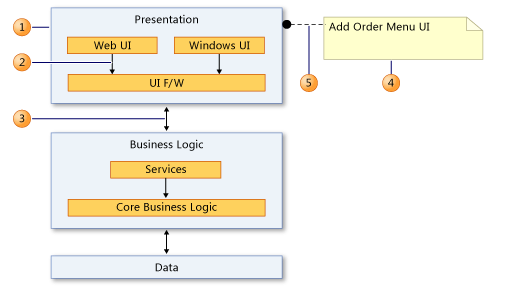 Presentation
1
Web UI
Windows UI
Add Order Menu UI
2
UI F/W
5
4
3
Business Logic
Services
Core Business Logic
Data